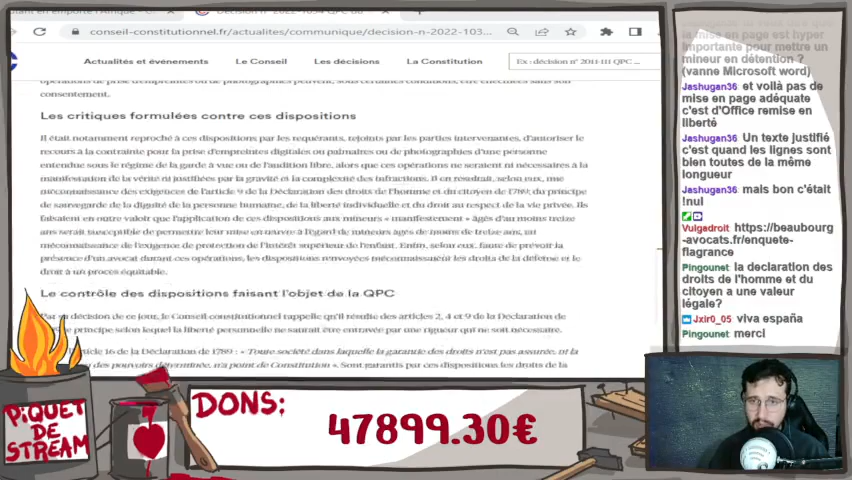 Décision n° 2022-1034 QPC du
conseil-constitutionnel.fr/actualites/communique/decision-n-2022-103...
Actualités et événements
Le Conseil
Les décisions
La Constitution
Ex : décision n° 2011-111 QPC ...
consentement.
Les critiques formulées contre ces dispositions
Il était notamment reproché à ces dispositions par les requérants, rejoints par les parties intervenantes, d'autoriser le
recours à la contrainte pour la prise d'empreintes digitales ou palmaires ou de photographies d'une personne
entendue sous le régime de la garde à vue ou de l'audition libre, alors que ces opérations ne seraient ni nécessaires à la
manifestation de la vérité ni justifiées par la gravité et la complexité des infractions. Il en résultait, selon eux, une
méconnaissance des exigences de l'article 9 de la Déclaration des droits de l'homme et du citoyen de 1789, du principe
de sauvegarde de la dignité de la personne humaine, de la liberté individuelle et du droit au respect de la vie privée. Ils
faisaient en outre valoir que l'application de ces dispositions aux mineurs « manifestement » âgés d'au moins treize
ans serait susceptible de permettre leur mise en œuvre à l'égard de mineurs âgés de moins de treize ans, en
méconnaissance de l'exigence de protection de l'intérêt supérieur de l'enfant. Enfin, selon eux, faute de prévoir la
présence d'un avocat durant ces opérations, les dispositions renvoyées méconnaissaient les droits de la défense et le
droit à un procès équitable.
Le contrôle des dispositions faisant l'objet de la QPC
Par sa décision de ce jour, le Conseil constitutionnel rappelle qu'il résulte des articles 2, 4 et 9 de la Déclaration de
le principe selon lequel la liberté personnelle ne saurait être entravée par une rigueur qui ne soit nécessaire.
article 16 de la Déclaration de 1789 : « Toute société dans laquelle la garantie des droits n'est pas assurée, ni la
des pouvoirs déterminée, n'a point de Constitution ». Sont garantis par ces dispositions les droits de la
la mise en page est hyper
importante pour mettre un
mineur en détention ?
(vanne Microsoft word)
Jashugan36: et voilà pas de
mise en page adéquate
c'est d'Office remise en
liberté
Jashugan36: Un texte justifié
c'est quand les lignes sont
bien toutes de la même
longueur
Jashugan36: mais bon c'était
!nul
Vulgadroit: https://beaubourg
-avocats.fr/enquete-
flagrance
Pingounet: la declaration des
droits de l'homme et du
citoyen a une valeur
légale?
Jxir0_05: viva españa
Pingounet: merci
PIQUET
DE
STREAM
DONS:
47899.30€